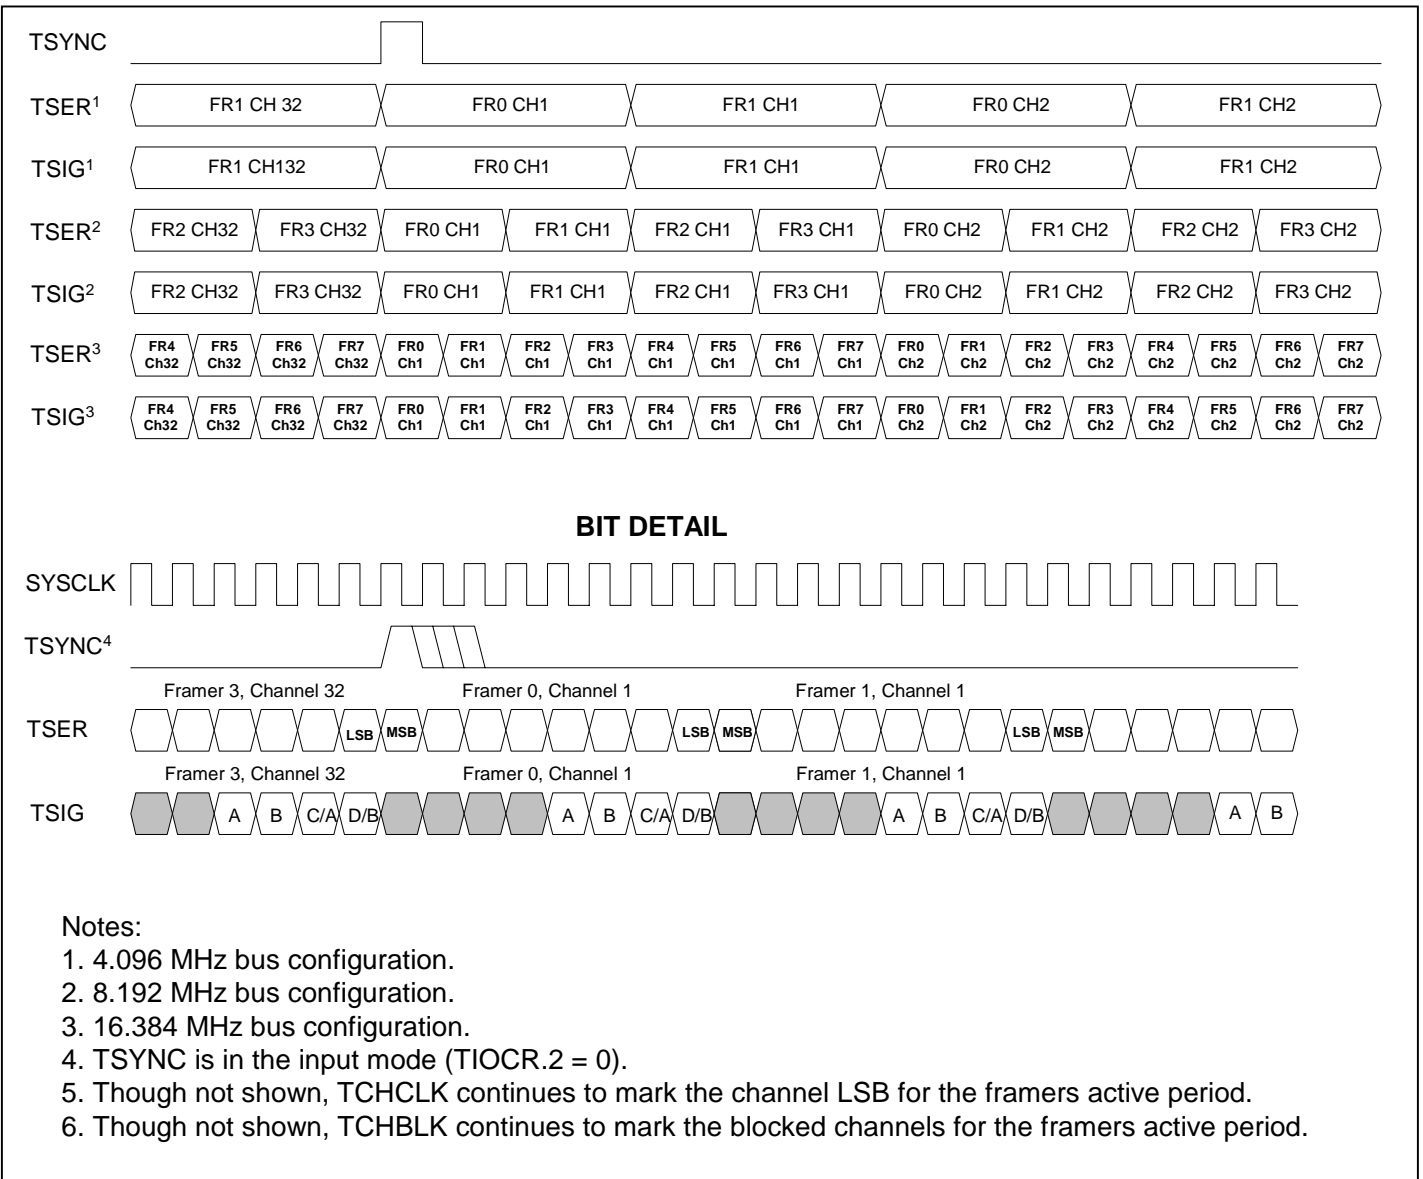 TSYNC
TSER1 FR1 CH 32 FR0 CH1 FR1 CH1 FR0 CH2 FR1 CH2
TSIG1 FR1 CH132 FR0 CH1 FR1 CH1 FR0 CH2 FR1 CH2
TSER2 FR2 CH32 FR3 CH32 FR0 CH1 FR1 CH1 FR2 CH1 FR3 CH1 FR0 CH2 FR1 CH2 FR2 CH2 FR3 CH2
TSIG2 FR2 CH32 FR3 CH32 FR0 CH1 FR1 CH1 FR2 CH1 FR3 CH1 FR0 CH2 FR1 CH2 FR2 CH2 FR3 CH2
TSER3 FR4 FR5 FR6 FR7 FR0 FR1 FR2 FR3 FR4 FR5 FR6 FR7 FR0 FR1 FR2 FR3 FR4 FR5 FR6 FR7
Ch32 Ch32 Ch32 Ch32 Ch1 Ch1 Ch1 Ch1 Ch1 Ch1 Ch1 Ch1 Ch2 Ch2 Ch2 Ch2 Ch2 Ch2 Ch2 Ch2
TSIG3 FR4 FR5 FR6 FR7 FR0 FR1 FR2 FR3 FR4 FR5 FR6 FR7 FR0 FR1 FR2 FR3 FR4 FR5 FR6 FR7
Ch32 Ch32 Ch32 Ch32 Ch1 Ch1 Ch1 Ch1 Ch1 Ch1 Ch1 Ch1 Ch2 Ch2 Ch2 Ch2 Ch2 Ch2 Ch2 Ch2
BIT DETAIL
SYSCLK
TSYNC4
Framer 3, Channel 32 Framer 0, Channel 1 Framer 1, Channel 1
TSER LSB MSB LSB MSB LSB MSB
Framer 3, Channel 32 Framer 0, Channel 1 Framer 1, Channel 1
TSIG A B C/A D/B A B C/A D/B A B C/A D/B A B
Notes:
1. 4.096 MHz bus configuration.
2. 8.192 MHz bus configuration.
3. 16.384 MHz bus configuration.
4. TSYNC is in the input mode (TIOCR.2 = 0).
5. Though not shown, TCHCLK continues to mark the channel LSB for the framers active period.
6. Though not shown, TCHBLK continues to mark the blocked channels for the framers active period.